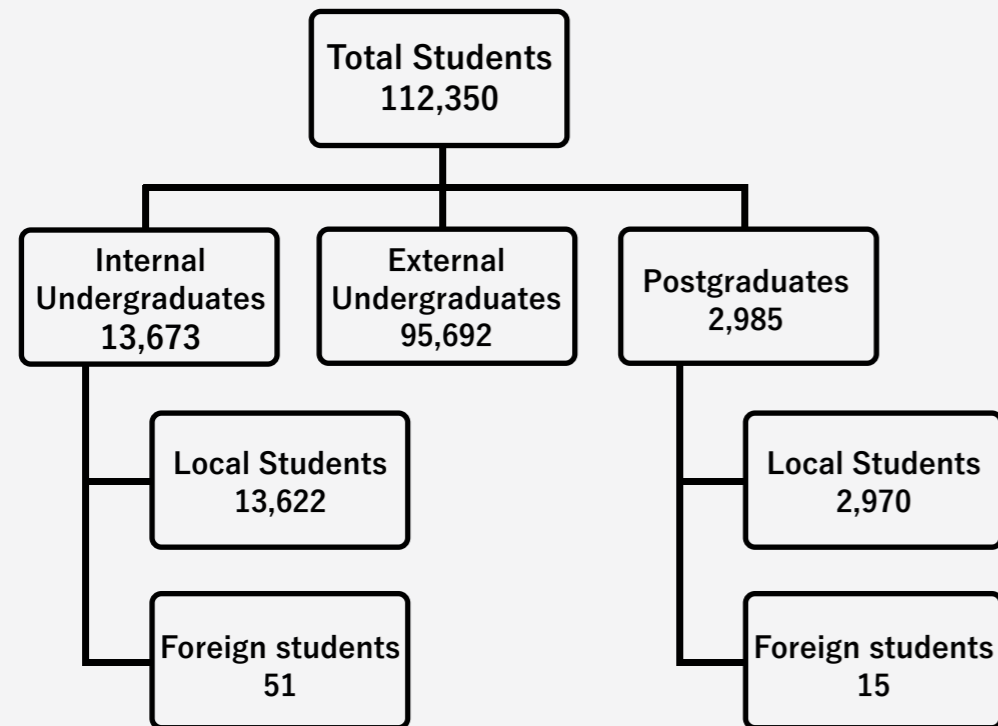 Total Students
112,350
Internal
Undergraduates
13,673
External
Undergraduates
95,692
Postgraduates
2,985
Local Students
13,622
Foreign students
51
Local Students
2,970
Foreign students
15